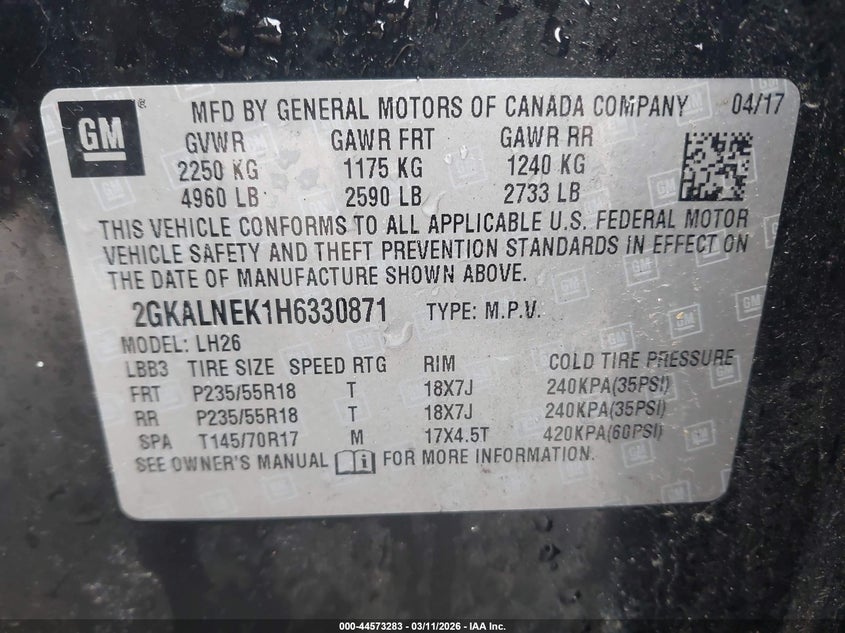 GM ® MFD BY GENERAL MOTORS OF CANADA COMPANY 04/17
GVWR GAWR FRT GAWR RR
2250 KG 1175 KG 1240 KG
4960 LB 2590 LB 2733 LB
THIS VEHICLE CONFORMS TO ALL APPLICABLE U.S. FEDERAL MOTOR
VEHICLE SAFETY AND THEFT PREVENTION STANDARDS IN EFFECT ON
THE DATE OF MANUFACTURE SHOWN ABOVE.
2GKALNEK1H6330871 TYPE: M.P.V.
MODEL: LH26
LBB3 TIRE SIZE SPEED RTG RIM COLD TIRE PRESSURE
FRT P235/55R18 T 18X7J 240KPA(35PSI)
RR P235/55R18 T 18X7J 240KPA(35PSI)
SPA T145/70R17 M 17X4.5T 420KPA(60PSI)
SEE OWNER'S MANUAL i FOR MORE INFORMATION.
000-44573283 - 03/11/2026 - IAA Inc.